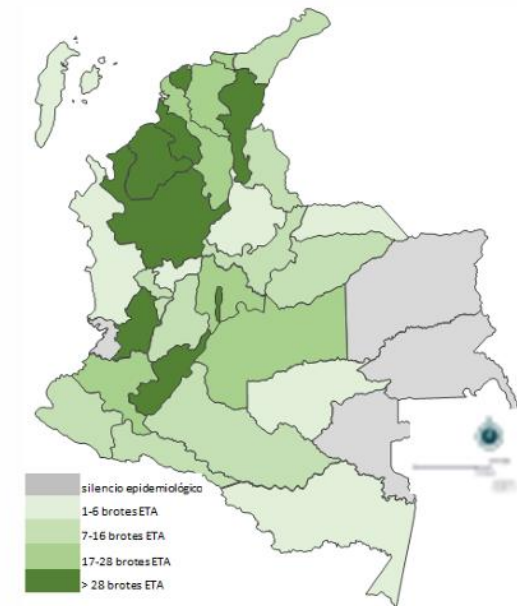 silencio epidemiológico
1-6 brotes ETA
7-16 brotes ETA
17-28 brotes ETA
> 28 brotes ETA